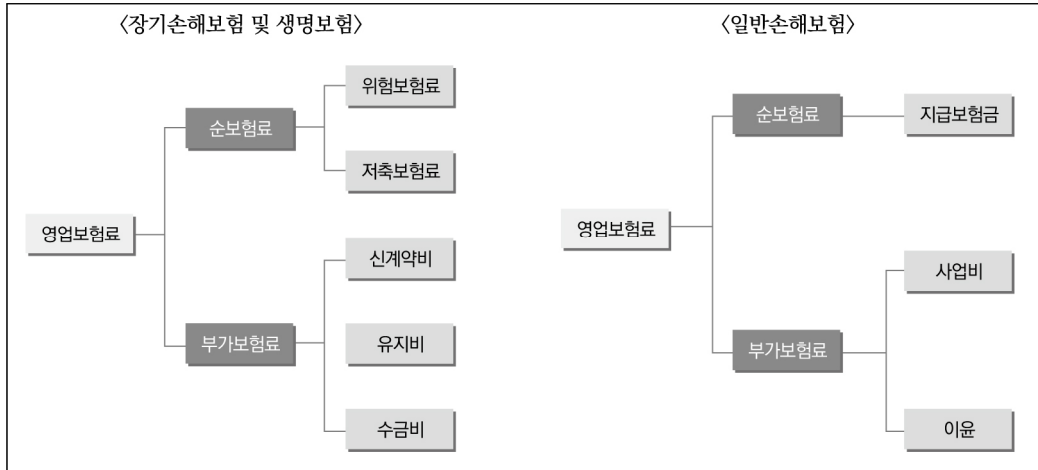 〈장기손해보험 및 생명보험〉
영업보험료
순보험료
위험보험료
저축보험료
부가보험료
신계약비
유지비
수금비
〈일반손해보험〉
영업보험료
순보험료
지급보험금
부가보험료
사업비
이윤